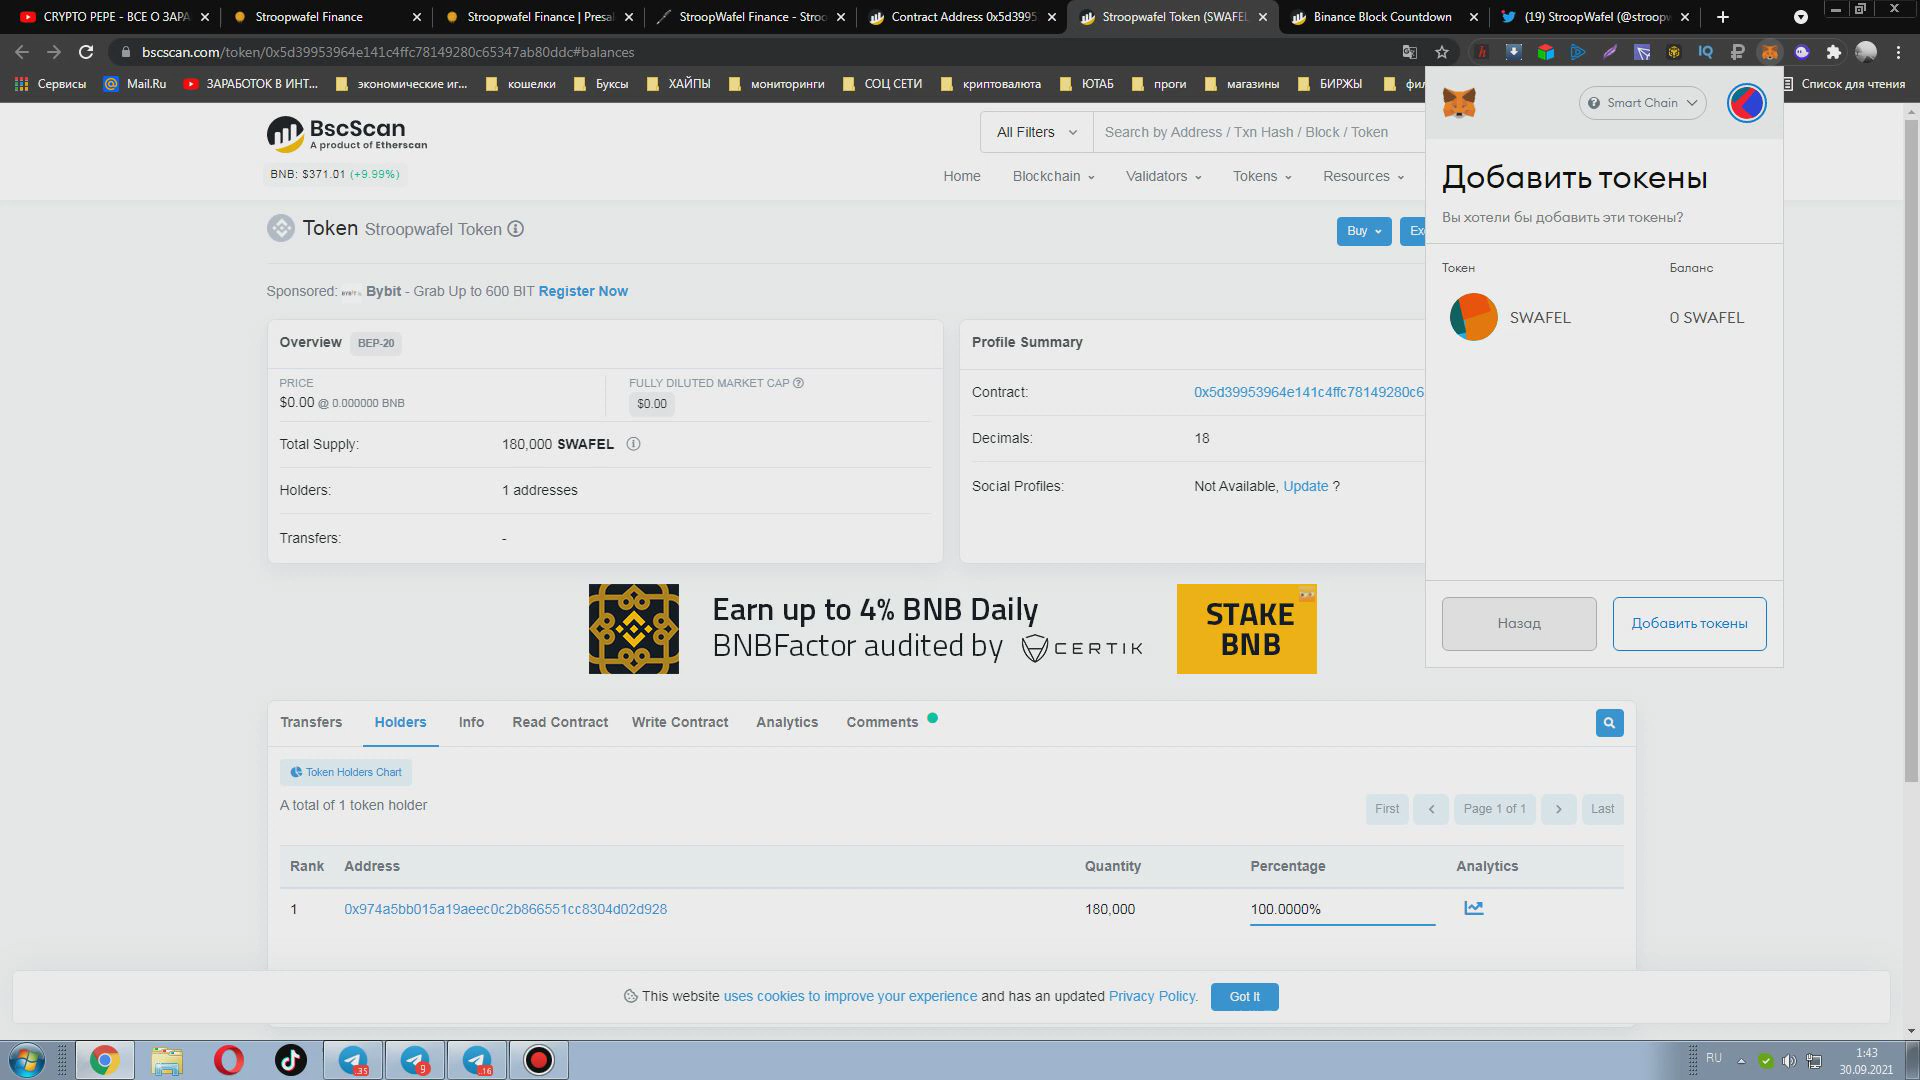 CRYPTO PEPE - ВСЕ О ЗАРА
Stroopwafel Finance
Stroopwafel Finance | Presal
StroopWafel Finance - Stroo
Contract Address 0x5d3995
Stroopwafel Token (SWAFEL
Binance Block Countdown
(19) StroopWafel (@stroopw
bscscan.com/token/0x5d39953964e141c4ffc78149280c65347ab80ddc#balances
Сервисы
Mail.Ru
ЗАРАБОТОК В ИНТ...
экономические иг...
кошелки
Буксы
ХАЙПЫ
мониторинги
СОЦ СЕТИ
криптовалюта
ЮТАБ
проги
магазины
БИРЖЫ
фил
Список для чтения
BscScan
A product of Etherscan
BNB: $371.01 (+9.99%)
All Filters
Search by Address / Txn Hash / Block / Token
Home
Blockchain
Validators
Tokens
Resources
Token Stroopwafel Token
Buy
Ex
Sponsored: Bybit - Grab Up to 600 BIT Register Now
Overview BEP-20
PRICE
$0.00 @ 0.000000 BNB
FULLY DILUTED MARKET CAP
$0.00
Total Supply: 180,000 SWAFEL
Holders: 1 addresses
Transfers: -
Profile Summary
Contract: 0x5d39953964e141c4ffc78149280c6
Decimals: 18
Social Profiles: Not Available, Update ?
Smart Chain
Добавить токены
Вы хотели бы добавить эти токены?
Токен Баланс
SWAFEL 0 SWAFEL
Назад
Добавить токены
Earn up to 4% BNB Daily
BNBFactor audited by CERTIK
STAKE
BNB
Transfers
Holders
Info
Read Contract
Write Contract
Analytics
Comments
Token Holders Chart
A total of 1 token holder
First
Page 1 of 1
Last
Rank Address Quantity Percentage Analytics
1 0x974a5bb015a19aeec0c2b866551cc8304d02d928 180,000 100.0000%
This website uses cookies to improve your experience and has an updated Privacy Policy.
Got It
..35
9
..16
RU
1:43
30.09.2021